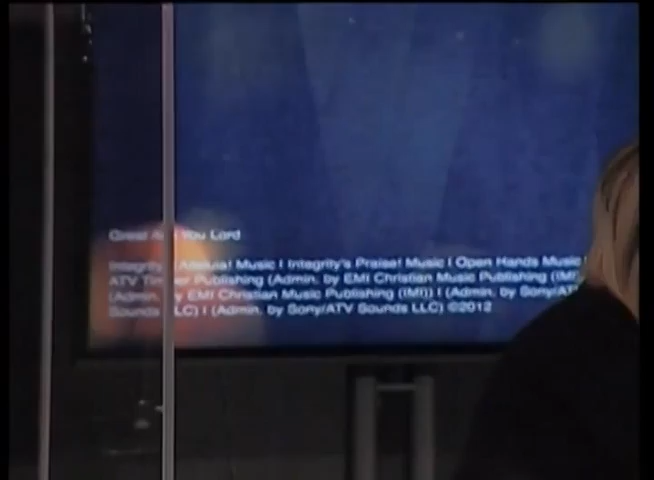 Great You Lord
Integrity Music I Integrity's Praise! Music I Open Hands Music
ATV Publishing (Admin. by EMI Christian Music Publishing
(Admin. by EMI Christian Music Publishing (IMI)) I (Admin. by Sony/ATV
Sounds LLC) I (Admin. by Sony/ATV Sounds LLC) ©2012